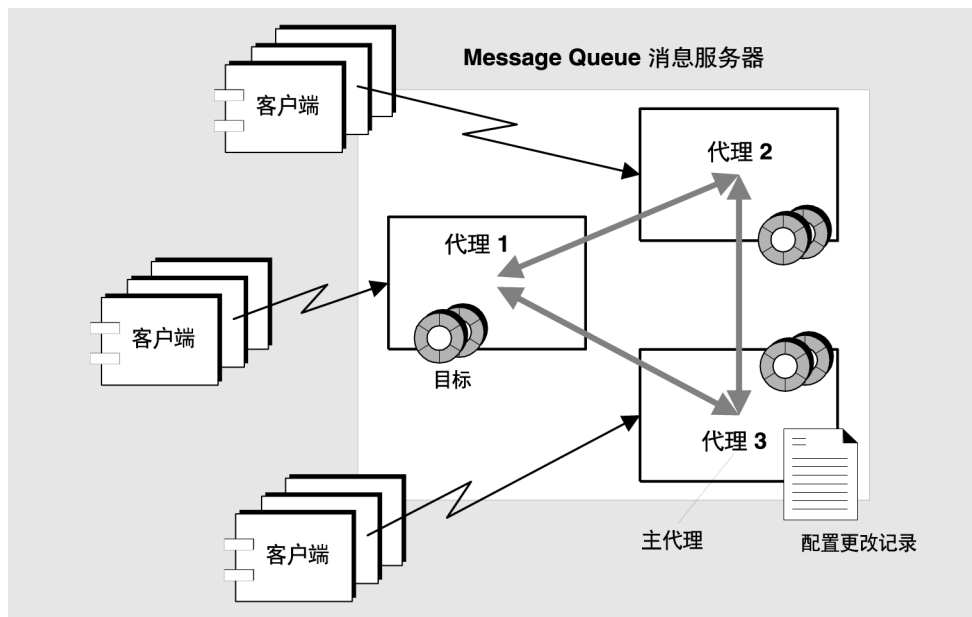 Message Queue 消息服务器
客户端
代理 2
代理 1
客户端
目标
代理 3
客户端
主代理
配置更改记录